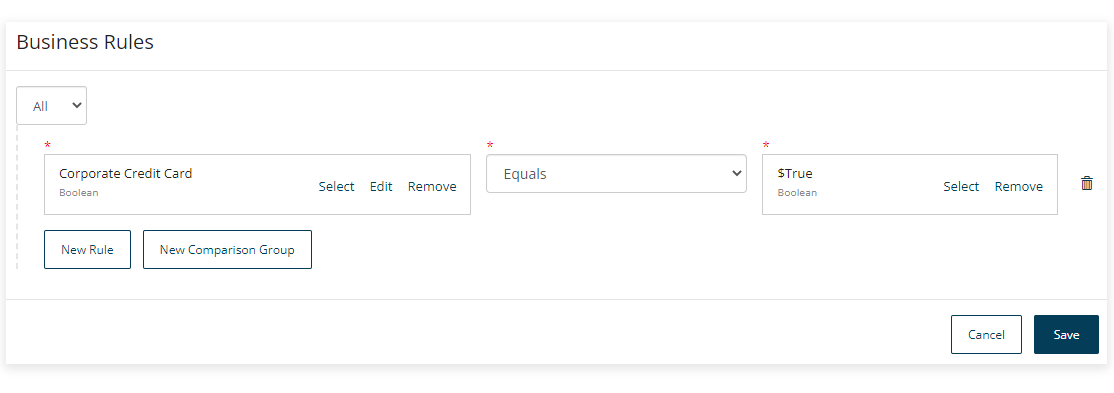 Business Rules
All
* * *
Corporate Credit Card
Boolean
Select Edit Remove
Equals
$True
Boolean
Select Remove
New Rule New Comparison Group
Cancel Save